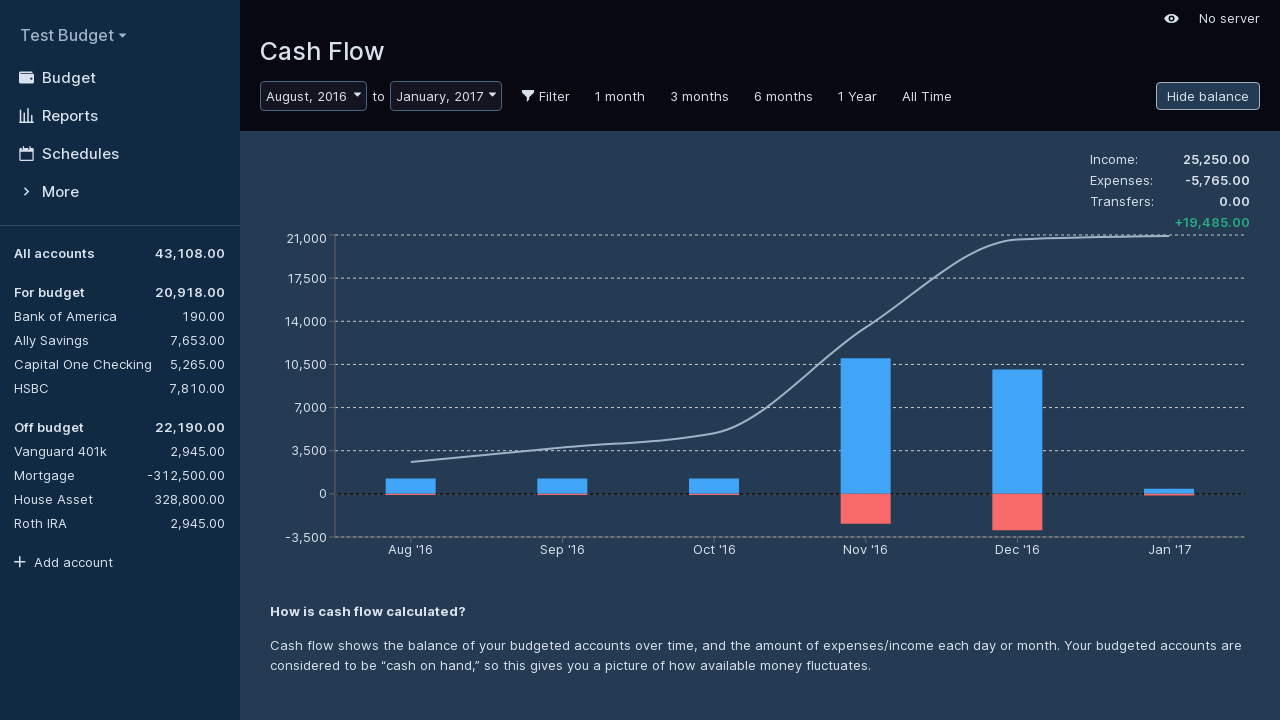 Test Budget
Budget
Reports
Schedules
More
All accounts 43,108.00
For budget 20,918.00
Bank of America 190.00
Ally Savings 7,653.00
Capital One Checking 5,265.00
HSBC 7,810.00
Off budget 22,190.00
Vanguard 401k 2,945.00
Mortgage -312,500.00
House Asset 328,800.00
Roth IRA 2,945.00
Add account
No server
Cash Flow
August, 2016 to January, 2017 Filter 1 month 3 months 6 months 1 Year All Time Hide balance
Income: 25,250.00
Expenses: -5,765.00
Transfers: 0.00
+19,485.00
21,000
17,500
14,000
10,500
7,000
3,500
0
-3,500
Aug '16 Sep '16 Oct '16 Nov '16 Dec '16 Jan '17
How is cash flow calculated?
Cash flow shows the balance of your budgeted accounts over time, and the amount of expenses/income each day or month. Your budgeted accounts are
considered to be “cash on hand,” so this gives you a picture of how available money fluctuates.